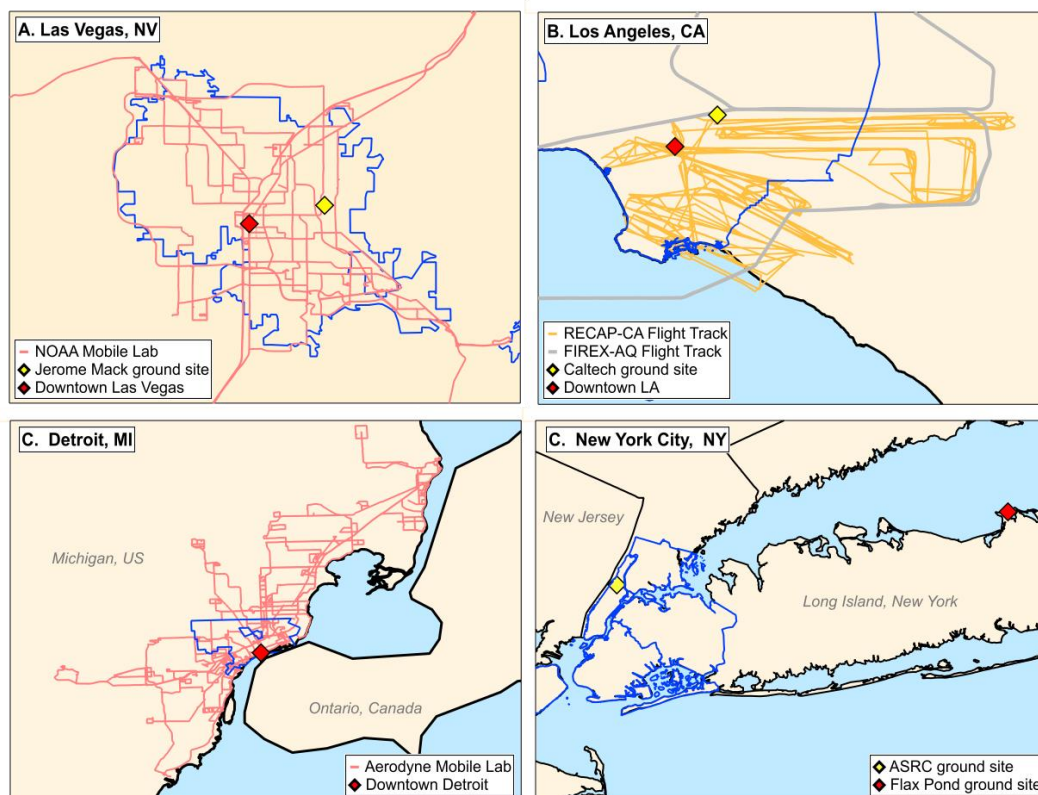 A. Las Vegas, NV
NOAA Mobile Lab
Jerome Mack ground site
Downtown Las Vegas
B. Los Angeles, CA
RECAP-CA Flight Track
FIREX-AQ Flight Track
Caltech ground site
Downtown LA
C. Detroit, MI
Michigan, US
Ontario, Canada
Aerodyne Mobile Lab
Downtown Detroit
C. New York City, NY
New Jersey
Long Island, New York
ASRC ground site
Flax Pond ground site